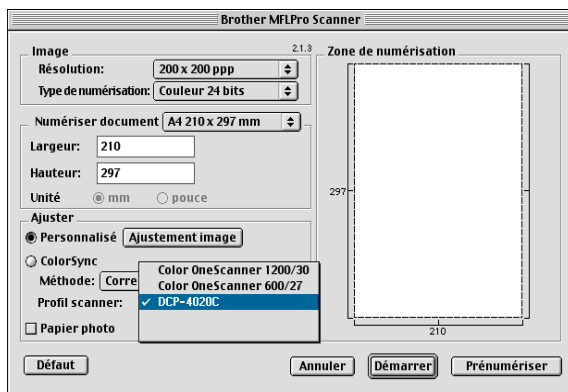 Brother MFLPro Scanner
Image
2.1.3
Résolution: 200 x 200 ppp
Type de numérisation: Couleur 24 bits
Numériser document A4 210 x 297 mm
Largeur: 210
Hauteur: 297
Unité mm pouce
Ajuster
Personnalisé Ajustement image
ColorSync
Méthode: Corre
Profil scanner:
Color OneScanner 1200/30
Color OneScanner 600/27
✓ DCP-4020C
Papier photo
Zone de numérisation
297
210
Défaut Annuler Démarrer Prénumériser